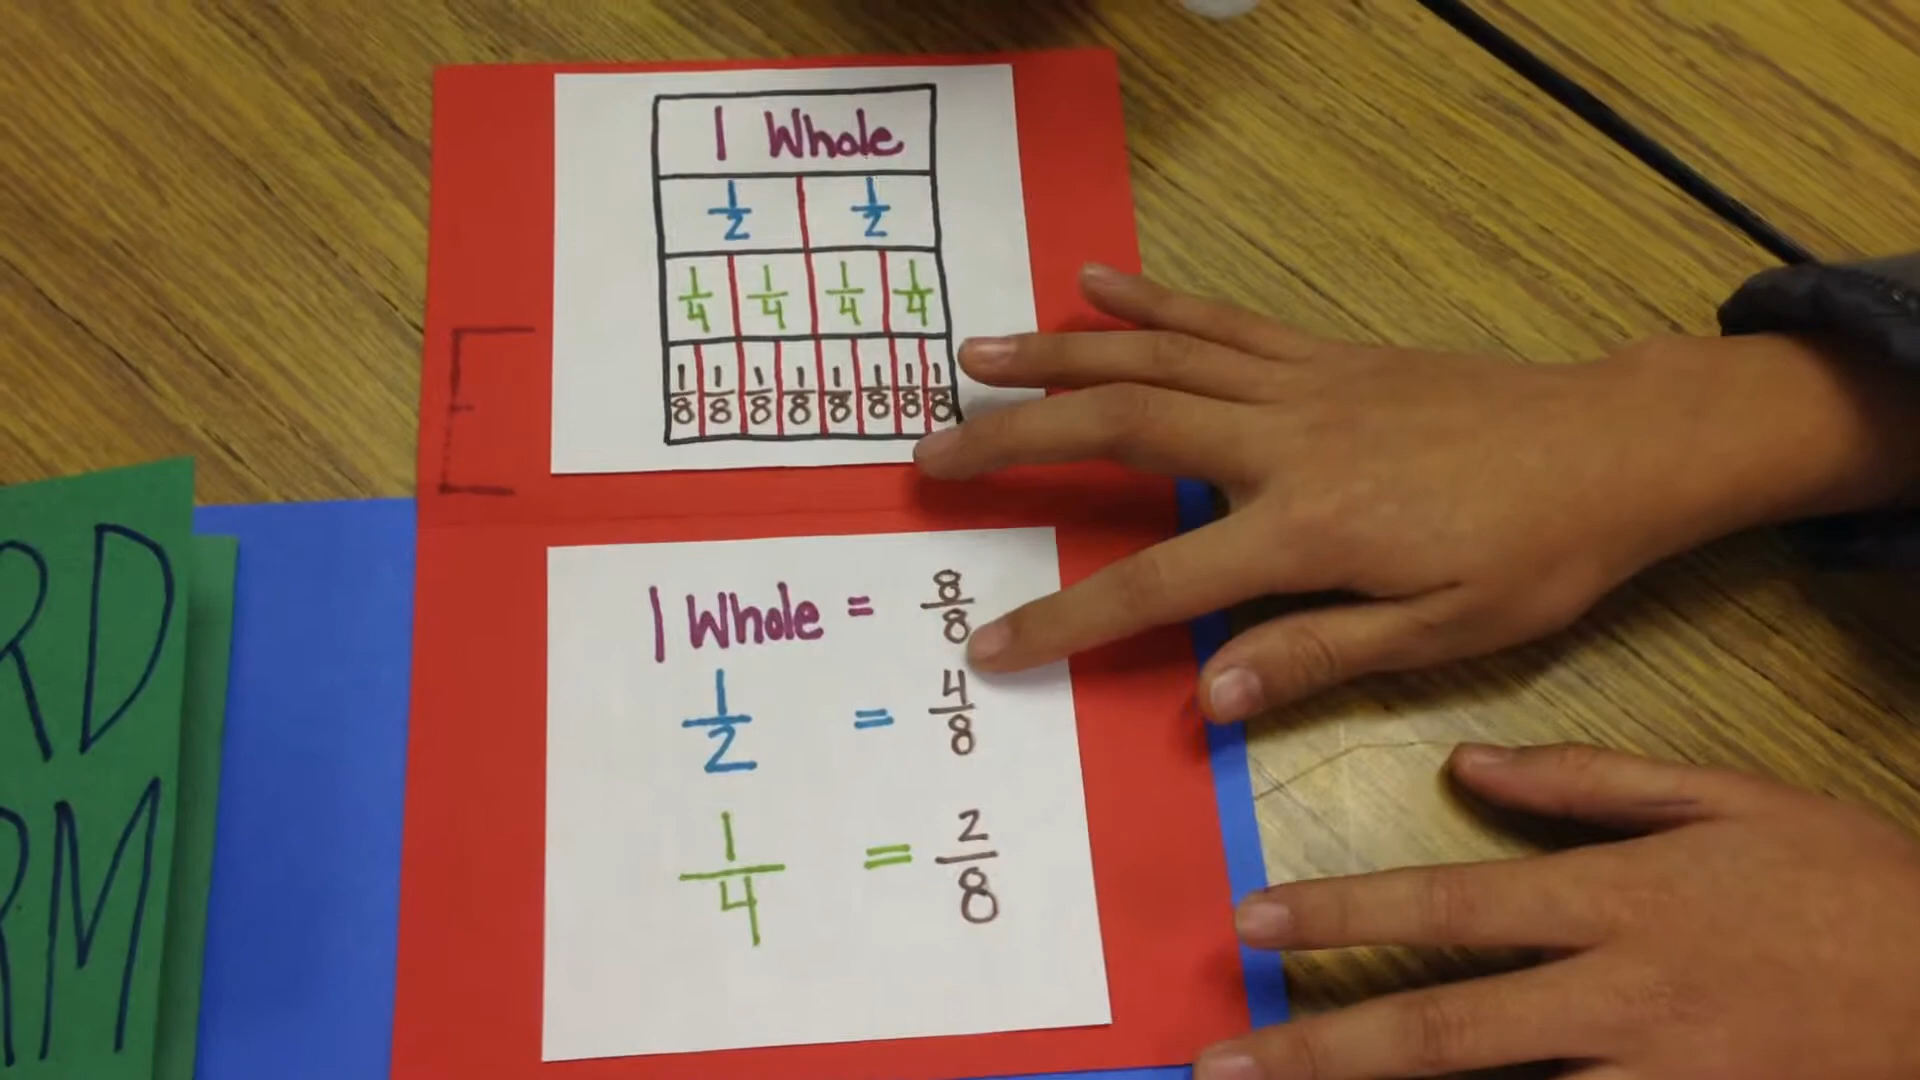 1 Whole
1/2 1/2
1/4 1/4 1/4 1/4
1/8 1/8 1/8 1/8 1/8 1/8 1/8 1/8
1 Whole = 8/8
1/2 = 4/8
1/4 = 2/8
RD
RM